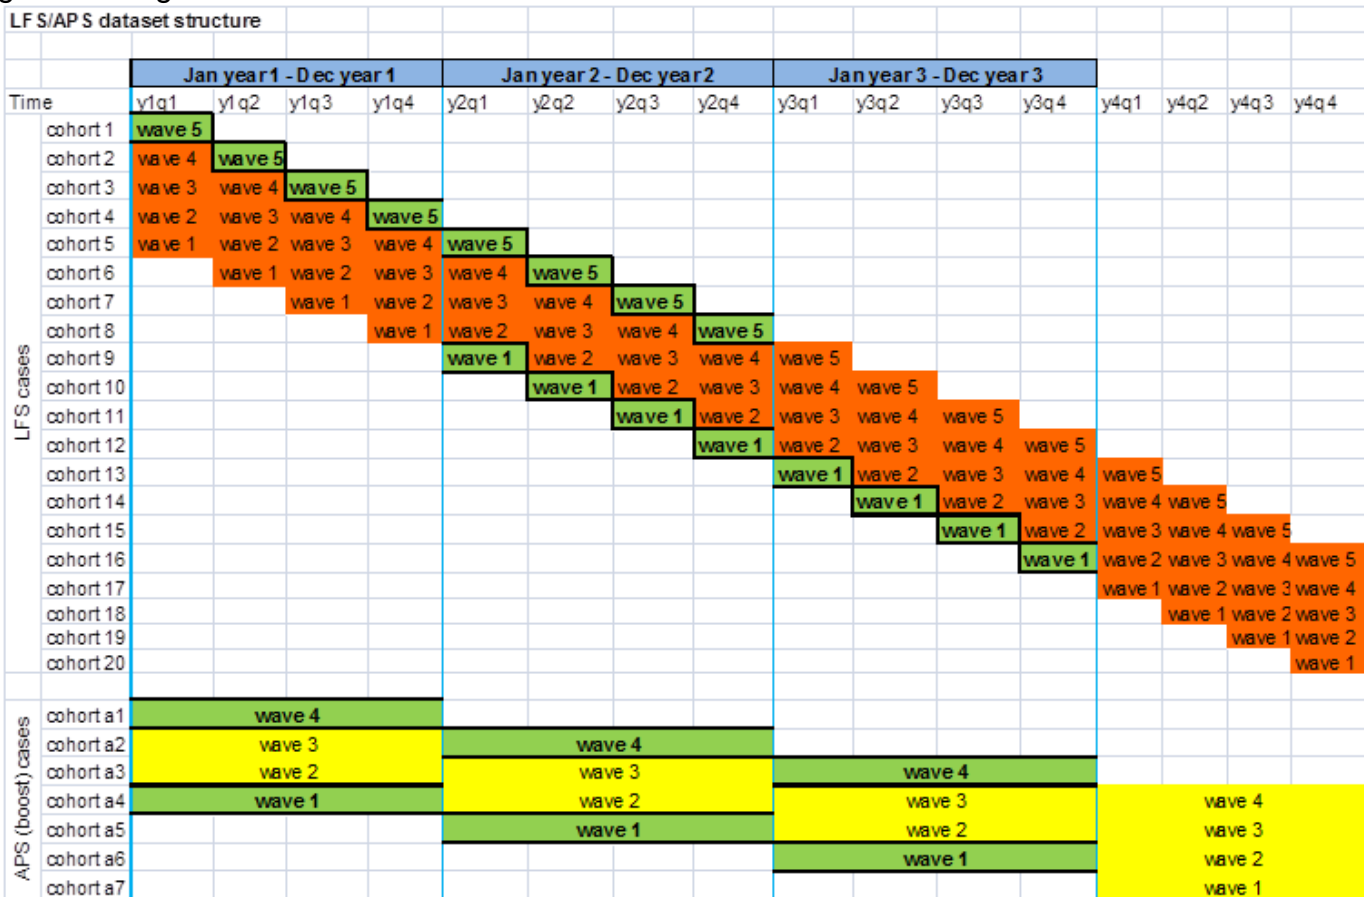 LFS/APS dataset structure
Jan year 1 - Dec year 1 Jan year 2 - Dec year 2 Jan year 3 - Dec year 3
Time y1q1 y1q2 y1q3 y1q4 y2q1 y2q2 y2q3 y2q4 y3q1 y3q2 y3q3 y3q4 y4q1 y4q2 y4q3 y4q4
LFS cases
cohort 1 wave 5
cohort 2 wave 4 wave 5
cohort 3 wave 3 wave 4 wave 5
cohort 4 wave 2 wave 3 wave 4 wave 5
cohort 5 wave 1 wave 2 wave 3 wave 4 wave 5
cohort 6 wave 1 wave 2 wave 3 wave 4 wave 5
cohort 7 wave 1 wave 2 wave 3 wave 4 wave 5
cohort 8 wave 1 wave 2 wave 3 wave 4 wave 5
cohort 9 wave 1 wave 2 wave 3 wave 4 wave 5
cohort 10 wave 1 wave 2 wave 3 wave 4 wave 5
cohort 11 wave 1 wave 2 wave 3 wave 4 wave 5
cohort 12 wave 1 wave 2 wave 3 wave 4 wave 5
cohort 13 wave 1 wave 2 wave 3 wave 4 wave 5
cohort 14 wave 1 wave 2 wave 3 wave 4 wave 5
cohort 15 wave 1 wave 2 wave 3 wave 4 wave 5
cohort 16 wave 1 wave 2 wave 3 wave 4 wave 5
cohort 17 wave 1 wave 2 wave 3 wave 4
cohort 18 wave 1 wave 2 wave 3
cohort 19 wave 1 wave 2
cohort 20 wave 1
APS (boost) cases
cohort a1 wave 4
cohort a2 wave 3 wave 4
cohort a3 wave 2 wave 3 wave 4
cohort a4 wave 1 wave 2 wave 3 wave 4
cohort a5 wave 1 wave 2 wave 3
cohort a6 wave 1 wave 2
cohort a7 wave 1